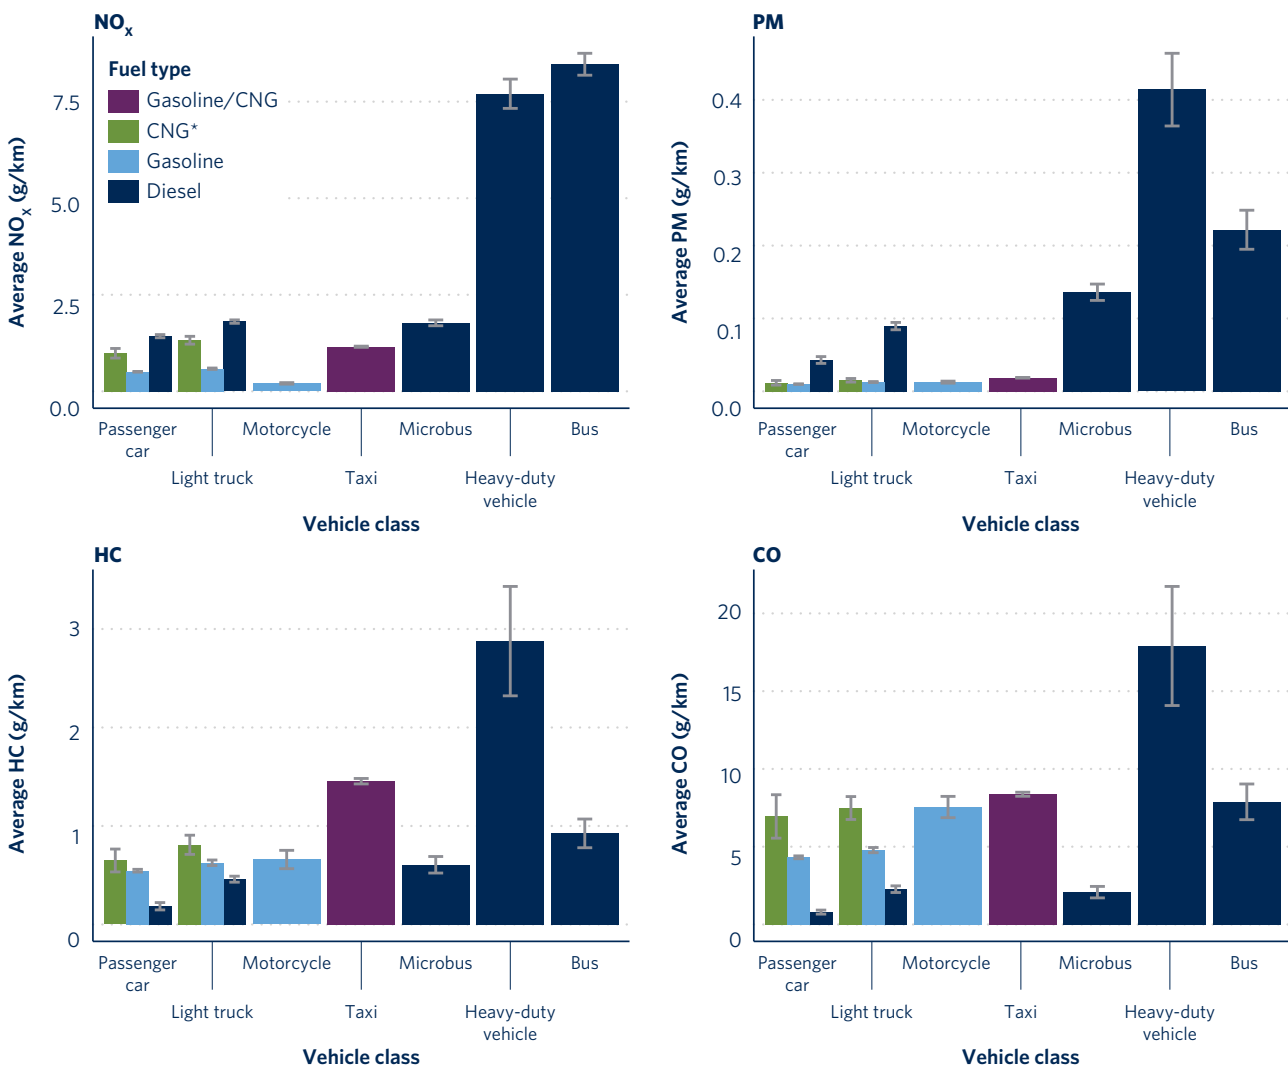 NOx
Average NOx (g/km)
Fuel type
Gasoline/CNG
CNG*
Gasoline
Diesel
7.5
5.0
2.5
0.0
Passenger
car
Light truck
Motorcycle
Taxi
Microbus
Heavy-duty
vehicle
Bus
Vehicle class
PM
Average PM (g/km)
0.4
0.3
0.2
0.1
0.0
Passenger
car
Light truck
Motorcycle
Taxi
Microbus
Heavy-duty
vehicle
Bus
Vehicle class
HC
Average HC (g/km)
3
2
1
0
Passenger
car
Light truck
Motorcycle
Taxi
Microbus
Heavy-duty
vehicle
Bus
Vehicle class
CO
Average CO (g/km)
20
15
10
5
0
Passenger
car
Light truck
Motorcycle
Taxi
Microbus
Heavy-duty
vehicle
Bus
Vehicle class